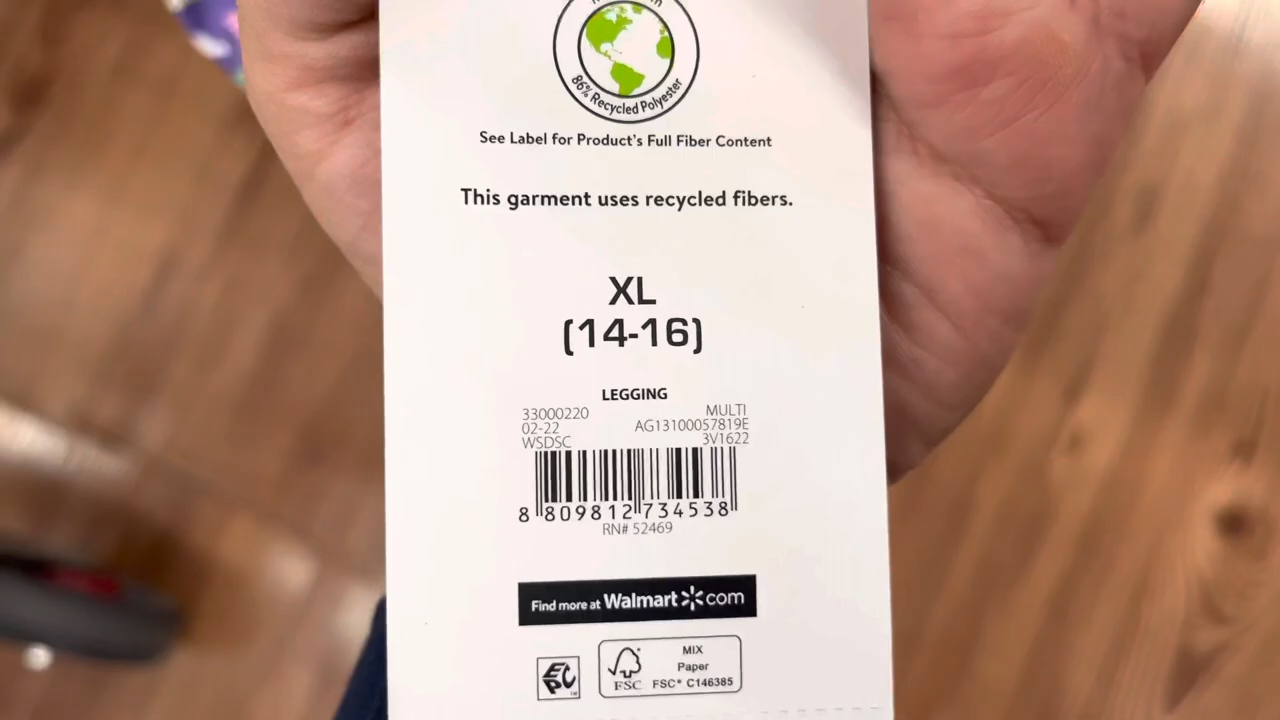 86% Recycled Polyester
See Label for Product's Full Fiber Content
This garment uses recycled fibers.
XL
(14-16)
LEGGING
33000220 MULTI
02-22 AG13100057819E
WSDSC 3V1622
8 809812 734538
RN# 52469
Find more at Walmart com
EPC
MIX
Paper
FSC FSC® C146385